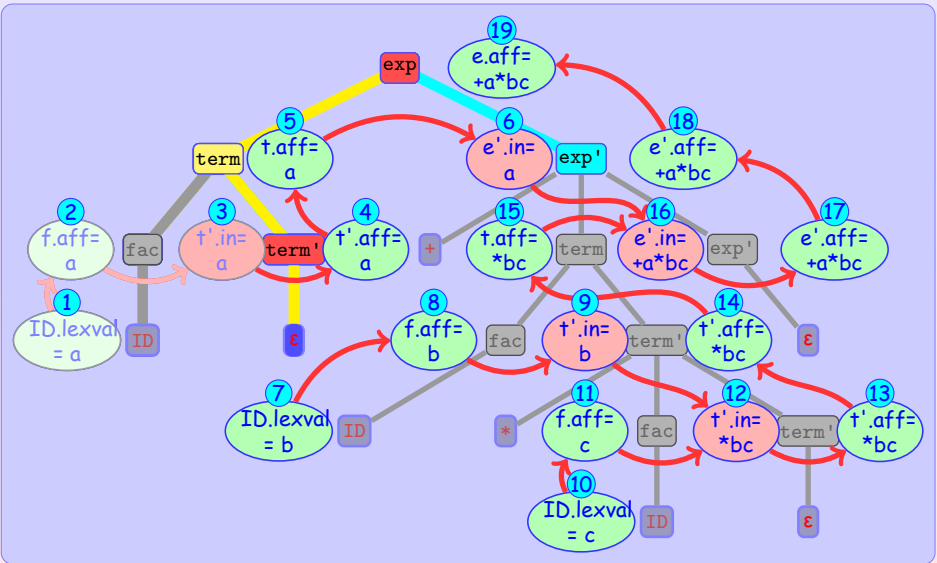 19
e.aff=
+a*bc
exp
5
t.aff=
a
6
e'.in=
a
18
e'.aff=
+a*bc
term
exp'
2
f.aff=
a
fac
3
t'.in=
a
term'
4
t'.aff=
a
+
15
t.aff=
*bc
term
16
e'.in=
+a*bc
exp'
17
e'.aff=
+a*bc
1
ID.lexval
= a
ID
ε
8
f.aff=
b
fac
9
t'.in=
b
term'
14
t'.aff=
*bc
ε
7
ID.lexval
= b
ID
*
11
f.aff=
c
fac
12
t'.in=
*bc
term'
13
t'.aff=
*bc
10
ID.lexval
= c
ID
ε